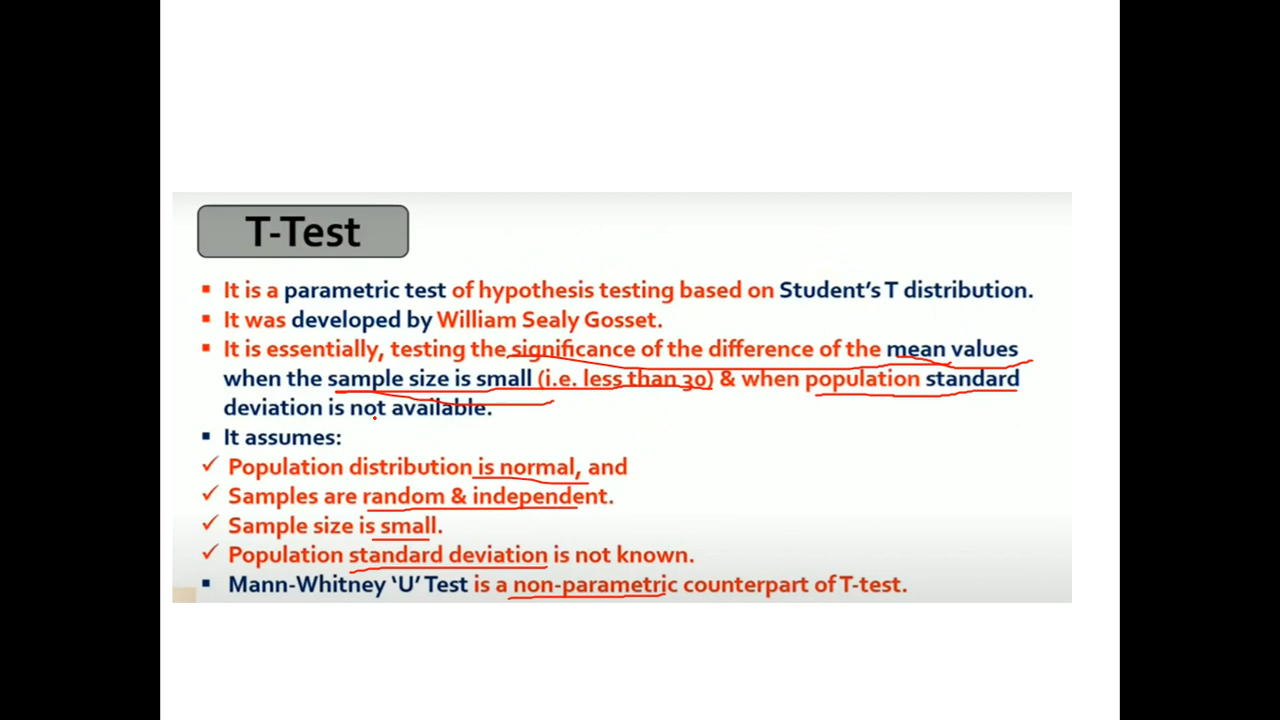 T-Test
▪ It is a parametric test of hypothesis testing based on Student's T distribution.
▪ It was developed by William Sealy Gosset.
▪ It is essentially, testing the significance of the difference of the mean values
when the sample size is small (i.e. less than 30) & when population standard
deviation is not available.
▪ It assumes:
✓ Population distribution is normal, and
✓ Samples are random & independent.
✓ Sample size is small.
✓ Population standard deviation is not known.
▪ Mann-Whitney ‘U’ Test is a non-parametric counterpart of T-test.